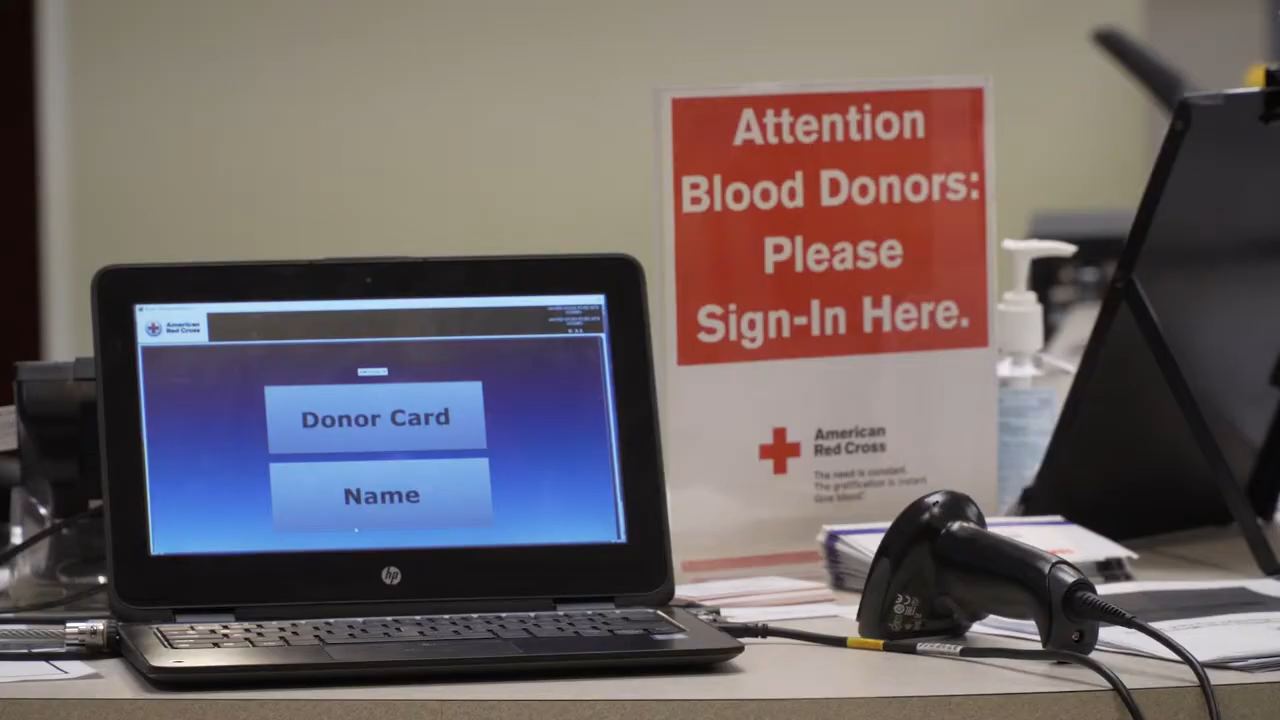 American
Red Cross
Donor Card
Name
hp
Attention
Blood Donors:
Please
Sign-In Here.
American
Red Cross
The need is constant.
The gratification is instant.
Give blood.